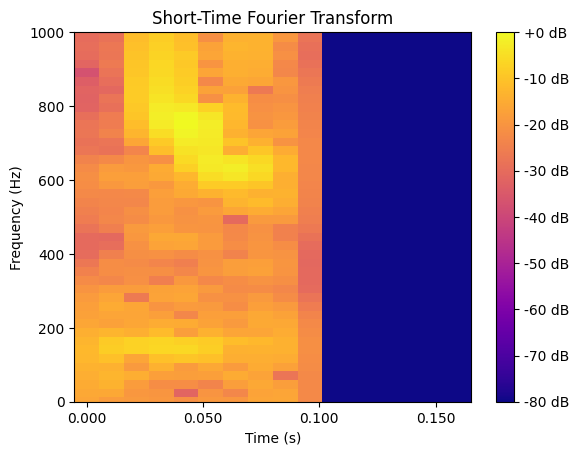 Short-Time Fourier Transform
1000
800
600
400
200
0
Frequency (Hz)
0.000
0.050
0.100
0.150
Time (s)
+0 dB
-10 dB
-20 dB
-30 dB
-40 dB
-50 dB
-60 dB
-70 dB
-80 dB